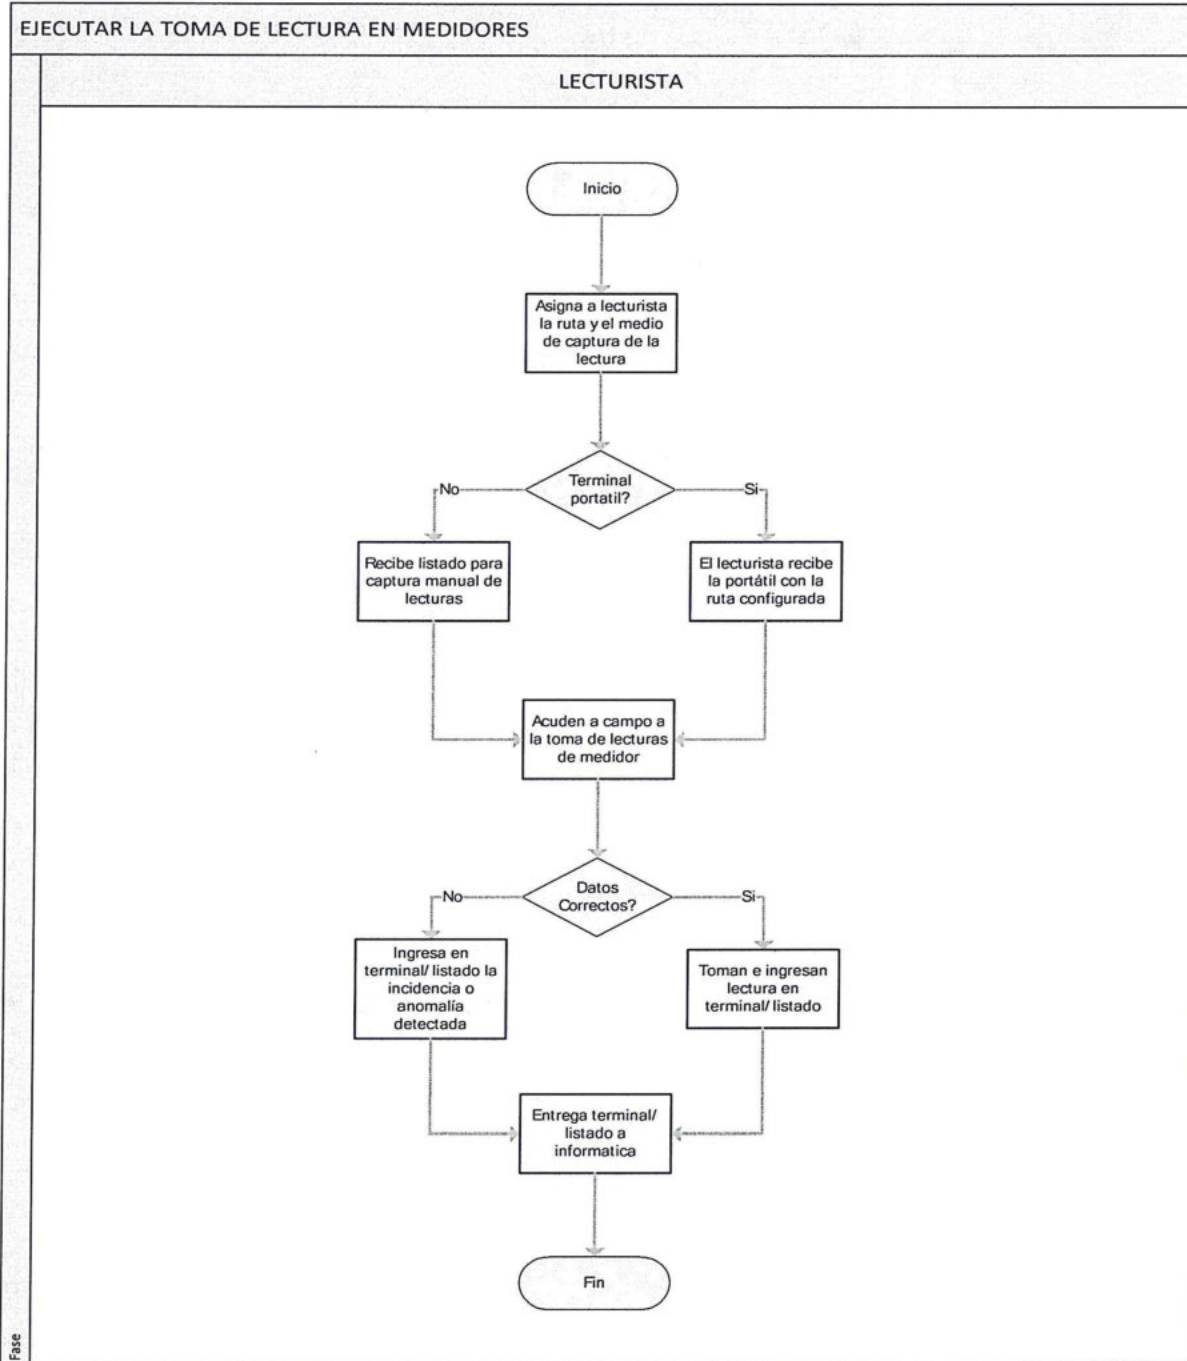 EJECUTAR LA TOMA DE LECTURA EN MEDIDORES
LECTURISTA
Inicio
Asigna a lecturista
la ruta y el medio
de captura de la
lectura
Terminal
portatil?
No
Si
Recibe listado para
captura manual de
lecturas
El lecturista recibe
la portátil con la
ruta configurada
Acuden a campo a
la toma de lecturas
de medidor
Datos
Correctos?
No
Si
Ingresa en
terminal/ listado la
incidencia o
anomalía
detectada
Toman e ingresan
lectura en
terminal/ listado
Entrega terminal/
listado a
informatica
Fin
Fase